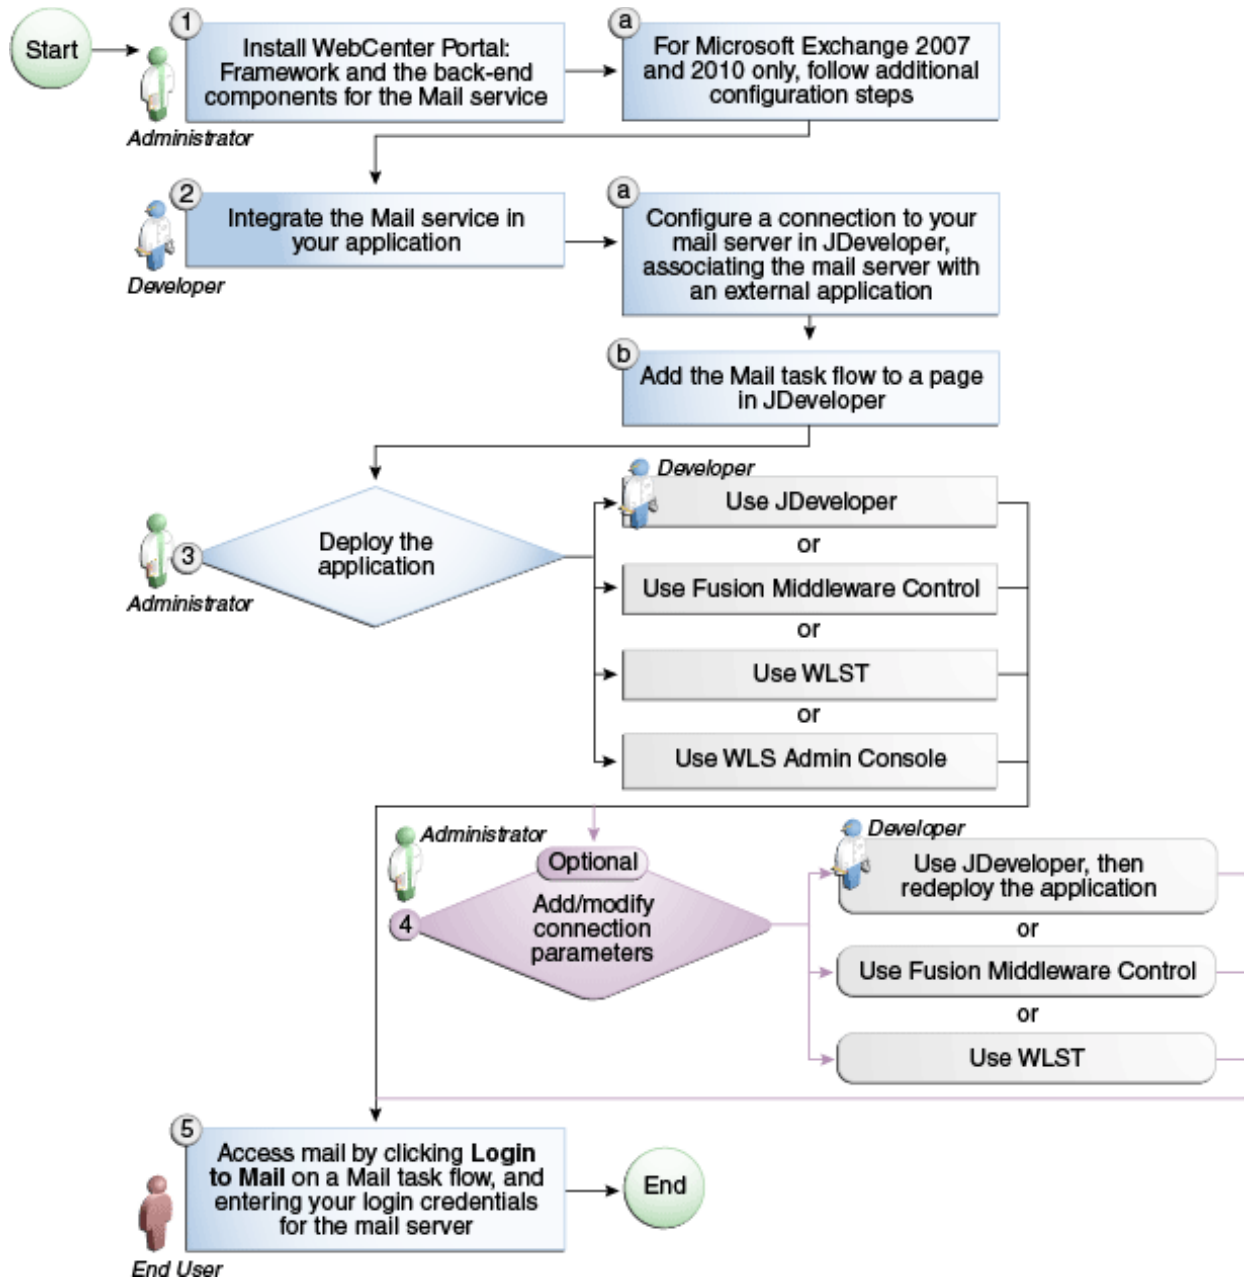 Start
1
Install WebCenter Portal:
Framework and the back-end
components for the Mail service
Administrator
a
For Microsoft Exchange 2007
and 2010 only, follow additional
configuration steps
2
Integrate the Mail service in
your application
Developer
a
Configure a connection to your
mail server in JDeveloper,
associating the mail server with
an external application
b
Add the Mail task flow to a page
in JDeveloper
3
Deploy the
application
Administrator
Developer
Use JDeveloper
or
Use Fusion Middleware Control
or
Use WLST
or
Use WLS Admin Console
Administrator
Optional
4
Add/modify
connection
parameters
Developer
Use JDeveloper, then
redeploy the application
or
Use Fusion Middleware Control
or
Use WLST
5
Access mail by clicking Login
to Mail on a Mail task flow, and
entering your login credentials
for the mail server
End User
End